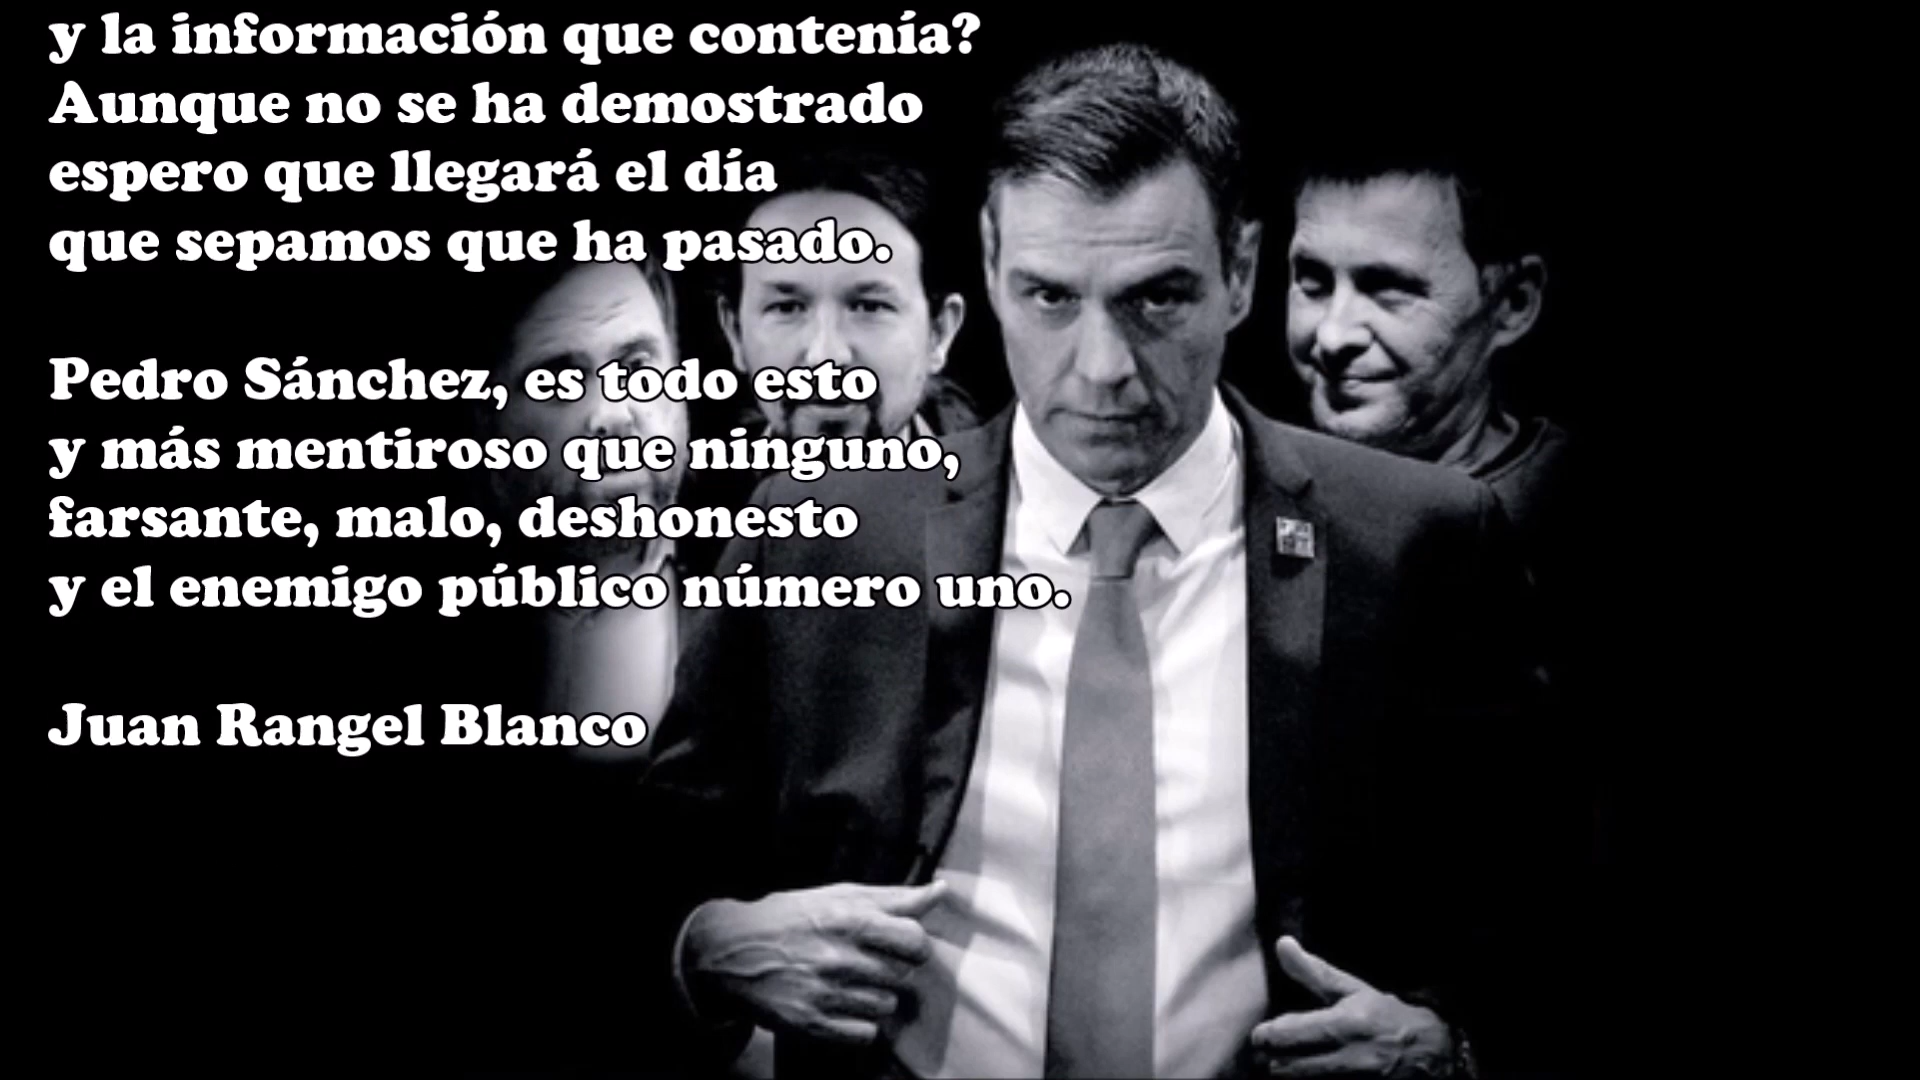 y la información que contenía?
Aunque no se ha demostrado
espero que llegará el día
que sepamos que ha pasado.
Pedro Sánchez, es todo esto
y más mentiroso que ninguno,
farsante, malo, deshonesto
y el enemigo público número uno.
Juan Rangel Blanco